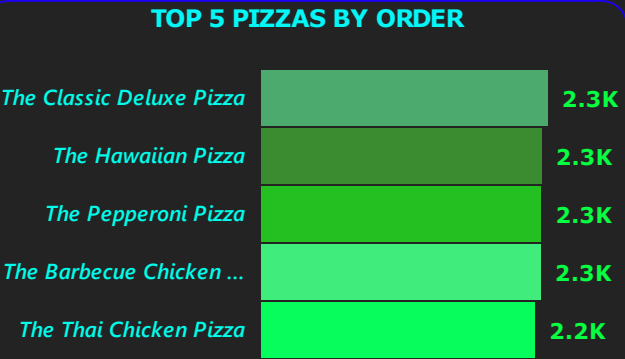 TOP 5 PIZZAS BY ORDER
The Classic Deluxe Pizza 2.3K
The Hawaiian Pizza 2.3K
The Pepperoni Pizza 2.3K
The Barbecue Chicken ... 2.3K
The Thai Chicken Pizza 2.2K